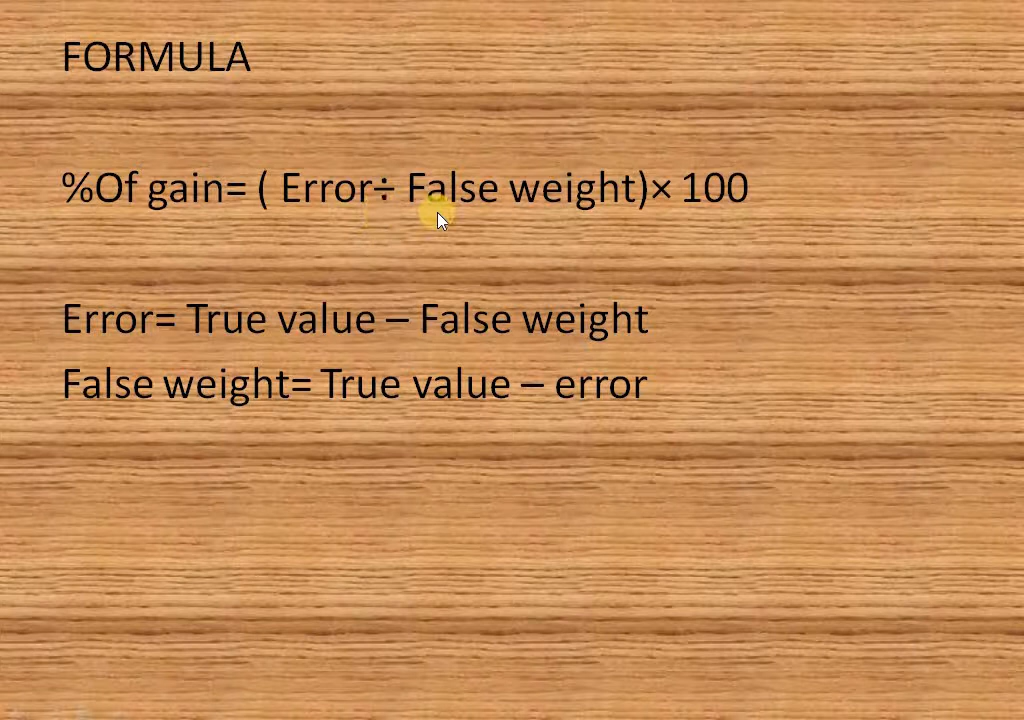 FORMULA
%Of gain= ( Error÷ False weight)× 100
Error= True value – False weight
False weight= True value – error